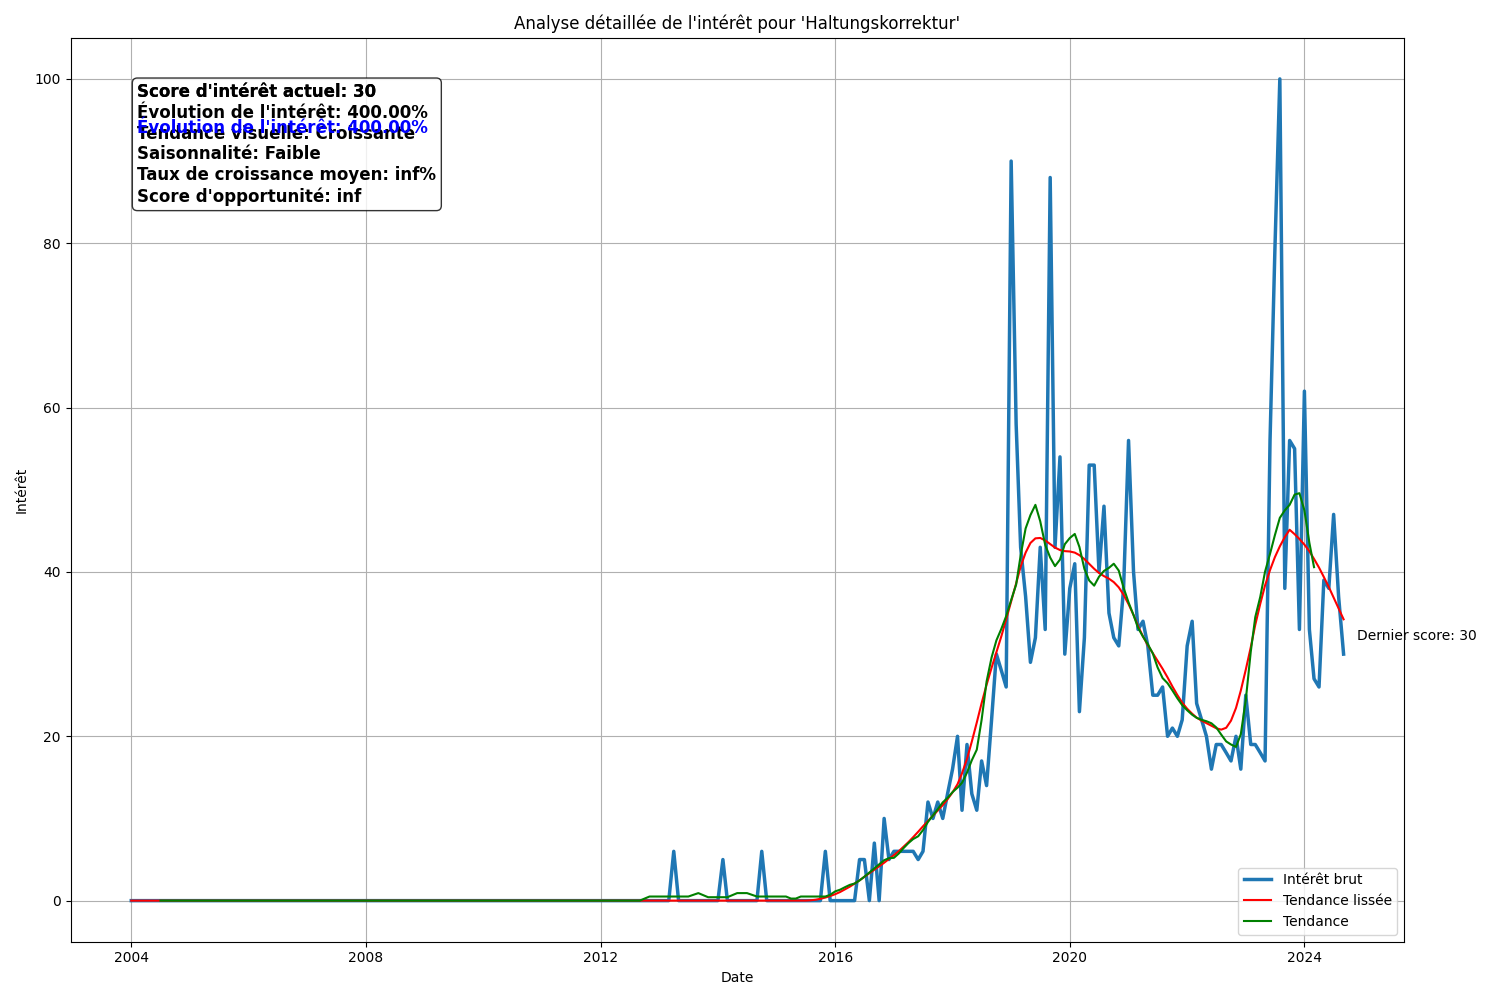 Analyse détaillée de l'intérêt pour 'Haltungskorrektur'
Score d'intérêt actuel: 30
Évolution de l'intérêt: 400.00%
Évolution de l'intérêt: 400.00%
Tendance visuelle: Croissante
Saisonnalité: Faible
Taux de croissance moyen: inf%
Score d'opportunité: inf
100
80
60
40
20
0
Intérêt
Dernier score: 30
Intérêt brut
Tendance lissée
Tendance
2004 2008 2012 2016 2020 2024
Date